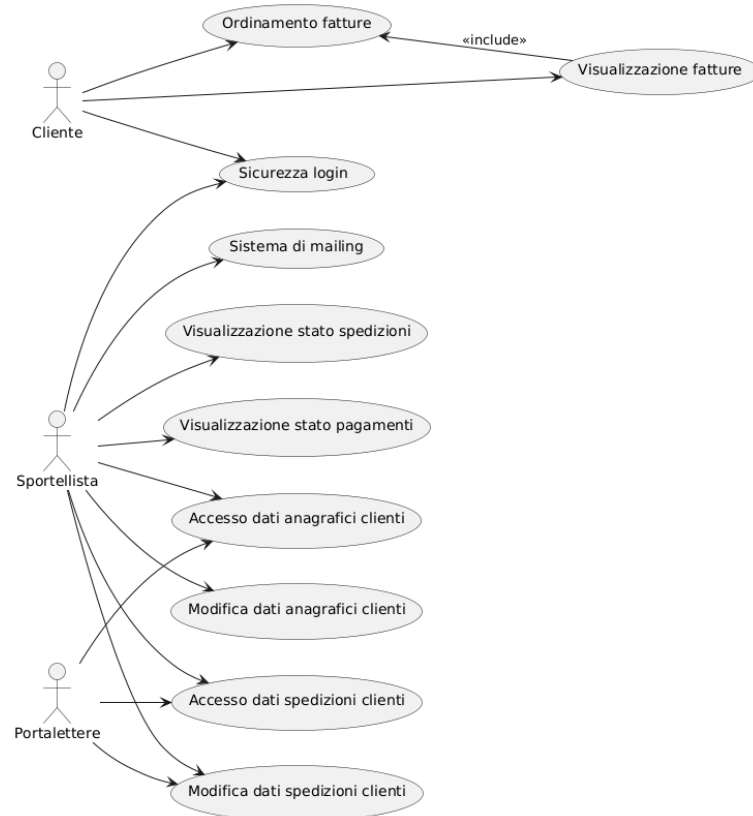 Ordinamento fatture
«include»
Visualizzazione fatture
Cliente
Sicurezza login
Sistema di mailing
Visualizzazione stato spedizioni
Visualizzazione stato pagamenti
Sportellista
Accesso dati anagrafici clienti
Modifica dati anagrafici clienti
Accesso dati spedizioni clienti
Portalettere
Modifica dati spedizioni clienti